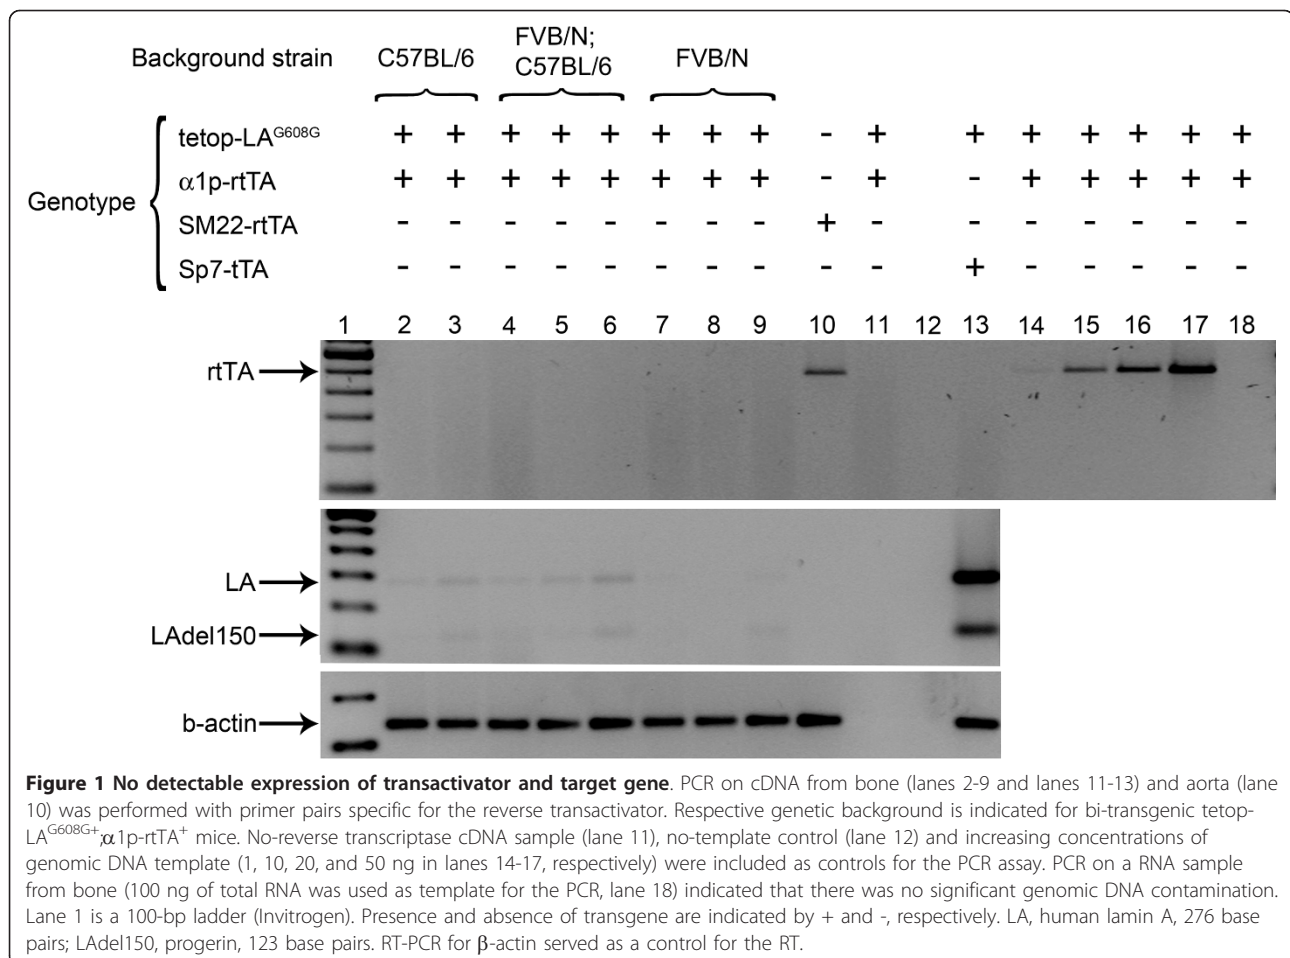 Background strain C57BL/6 FVB/N; C57BL/6 FVB/N
Genotype
tetop-LAG608G + + + + + + + + - + + + + + + +
α1p-rtTA + + + + + + + + - + - + + + + +
SM22-rtTA - - - - - - - - + - - - - - - -
Sp7-tTA - - - - - - - - - - + - - - - -
1 2 3 4 5 6 7 8 9 10 11 12 13 14 15 16 17 18
rtTA
LA
LAdel150
b-actin
Figure 1 No detectable expression of transactivator and target gene. PCR on cDNA from bone (lanes 2-9 and lanes 11-13) and aorta (lane
10) was performed with primer pairs specific for the reverse transactivator. Respective genetic background is indicated for bi-transgenic tetop-
LAG608G+;α1p-rtTA+ mice. No-reverse transcriptase cDNA sample (lane 11), no-template control (lane 12) and increasing concentrations of
genomic DNA template (1, 10, 20, and 50 ng in lanes 14-17, respectively) were included as controls for the PCR assay. PCR on a RNA sample
from bone (100 ng of total RNA was used as template for the PCR, lane 18) indicated that there was no significant genomic DNA contamination.
Lane 1 is a 100-bp ladder (Invitrogen). Presence and absence of transgene are indicated by + and -, respectively. LA, human lamin A, 276 base
pairs; LAdel150, progerin, 123 base pairs. RT-PCR for β-actin served as a control for the RT.